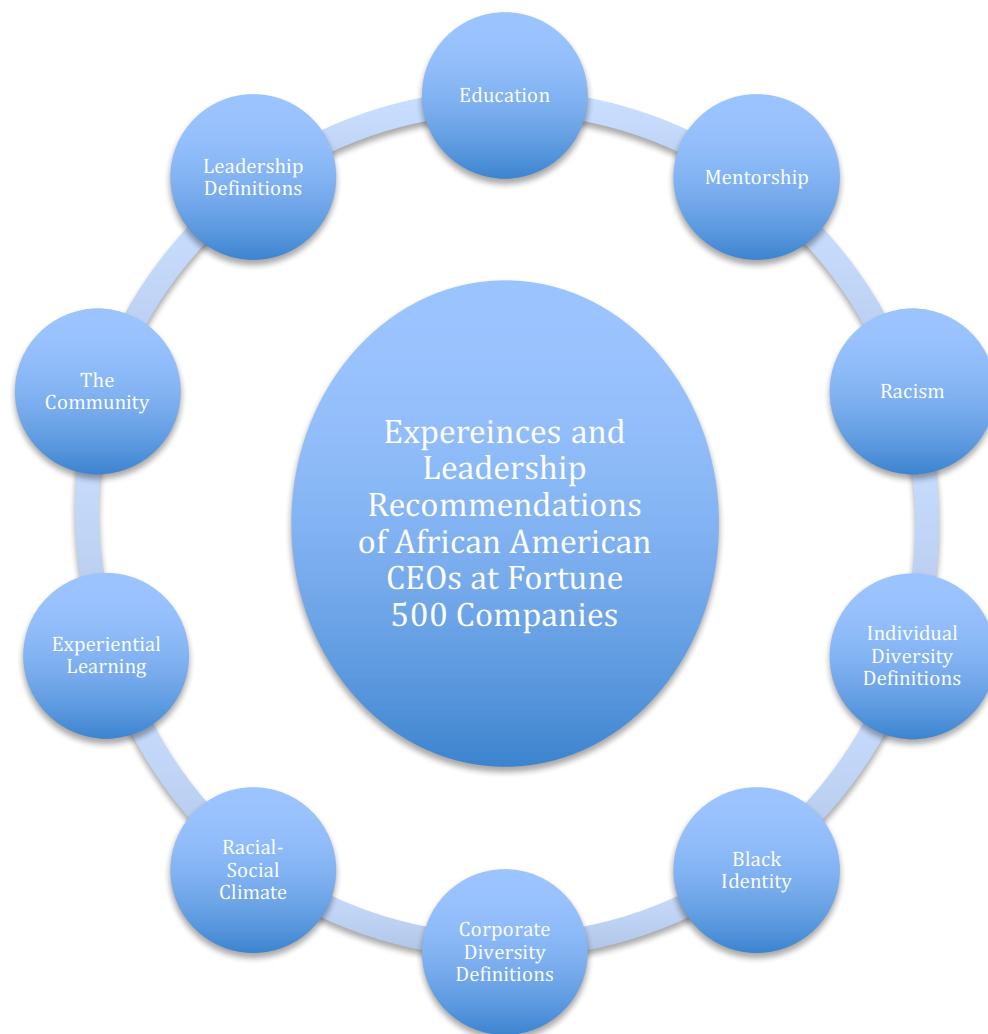 Education
Leadership
Definitions
Mentorship
The
Community
Racism
Expereinces and
Leadership
Recommendations
of African American
CEOs at Fortune
500 Companies
Experiential
Learning
Individual
Diversity
Definitions
Racial-
Social
Climate
Black
Identity
Corporate
Diversity
Definitions